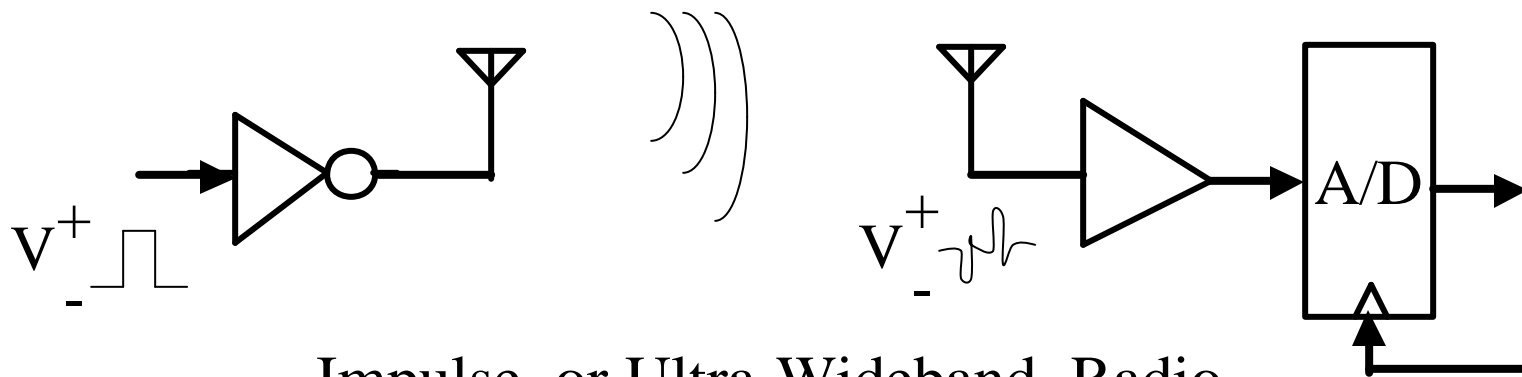 V + -
V + -
A/D
Impulse, or Ultra-Wideband, Radio